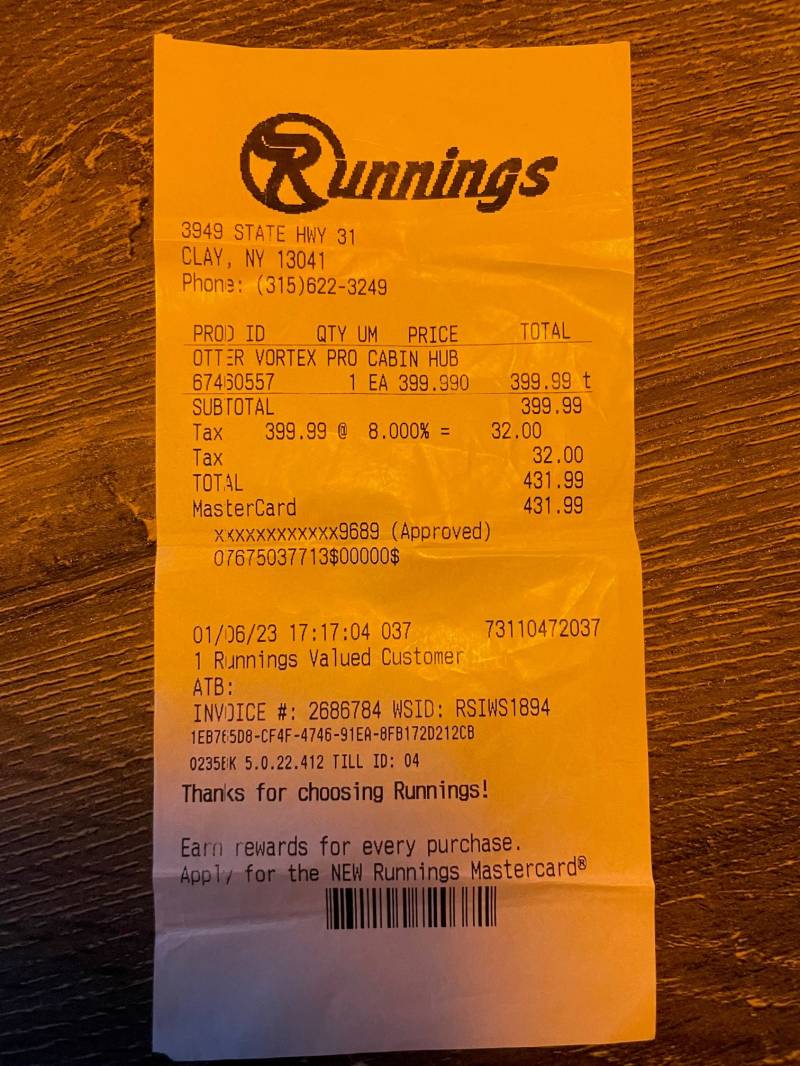 Runnings
3949 STATE HWY 31
CLAY, NY 13041
Phone: (315)622-3249
PROD ID QTY UM PRICE TOTAL
OTTER VORTEX PRO CABIN HUB
67460557 1 EA 399.990 399.99 t
SUBTOTAL 399.99
Tax 399.99 @ 8.000% = 32.00
Tax 32.00
TOTAL 431.99
MasterCard 431.99
xxxxxxxxxxxx9689 (Approved)
07675037713$00000$
01/06/23 17:17:04 037 73110472037
1 Runnings Valued Customer
ATB:
INVOICE #: 2686784 WSID: RSIWS1894
1EB765D8-CF4F-4746-91EA-8FB172D212CB
5.0.22.412 TILL ID: 04
Thanks for choosing Runnings!
Earn rewards for every purchase.
Apply for the NEW Runnings Mastercard®